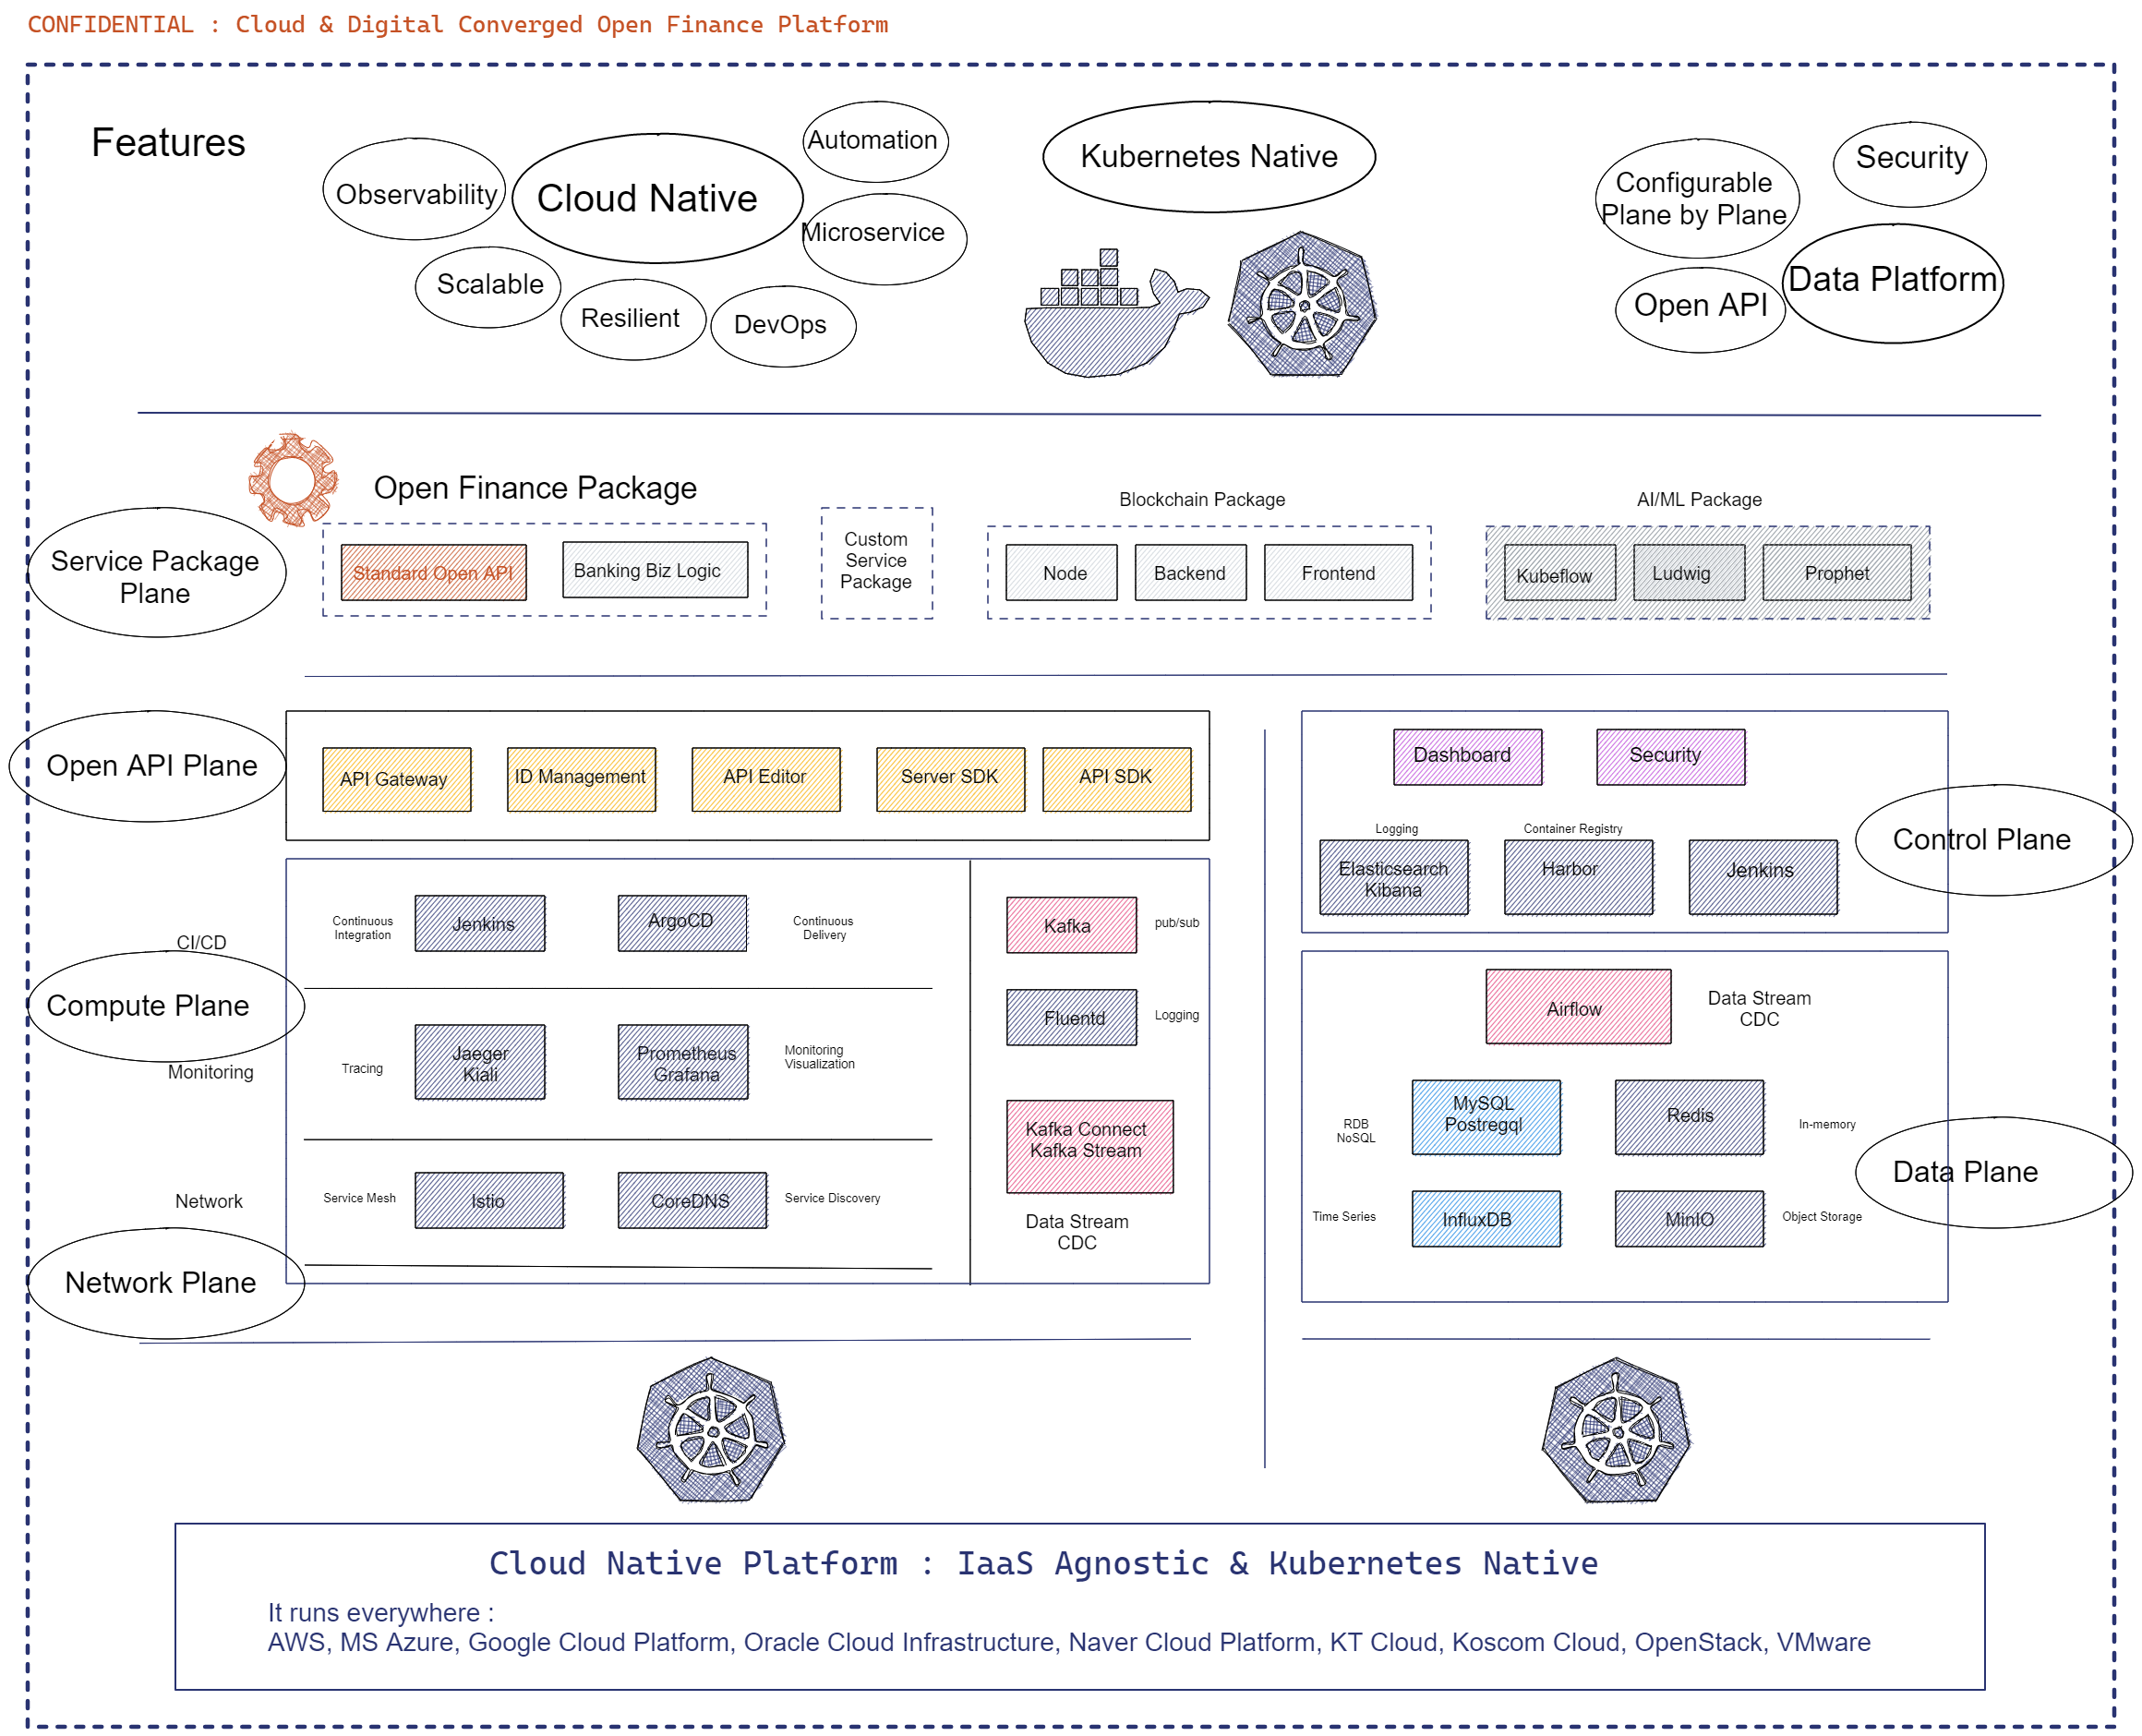 CONFIDENTIAL : Cloud & Digital Converged Open Finance Platform
Features
Observability
Cloud Native
Automation
Microservice
Scalable
Resilient
DevOps
Kubernetes Native
Configurable
Plane by Plane
Security
Open API
Data Platform
Service Package
Plane
Open Finance Package
Standard Open API
Banking Biz Logic
Custom
Service
Package
Blockchain Package
Node
Backend
Frontend
AI/ML Package
Kubeflow
Ludwig
Prophet
Open API Plane
API Gateway
ID Management
API Editor
Server SDK
API SDK
Dashboard
Security
Logging
Elasticsearch
Kibana
Container Registry
Harbor
Jenkins
Control Plane
CI/CD
Compute Plane
Monitoring
Continuous
Integration
Jenkins
ArgoCD
Continuous
Delivery
Tracing
Jaeger
Kiali
Prometheus
Grafana
Monitoring
Visualization
Network
Network Plane
Service Mesh
Istio
CoreDNS
Service Discovery
Kafka
pub/sub
Fluentd
Logging
Kafka Connect
Kafka Stream
Data Stream
CDC
Airflow
Data Stream
CDC
RDB
NoSQL
MySQL
Postregql
Redis
In-memory
Data Plane
Time Series
InfluxDB
MinIO
Object Storage
Cloud Native Platform : IaaS Agnostic & Kubernetes Native
It runs everywhere :
AWS, MS Azure, Google Cloud Platform, Oracle Cloud Infrastructure, Naver Cloud Platform, KT Cloud, Koscom Cloud, OpenStack, VMware